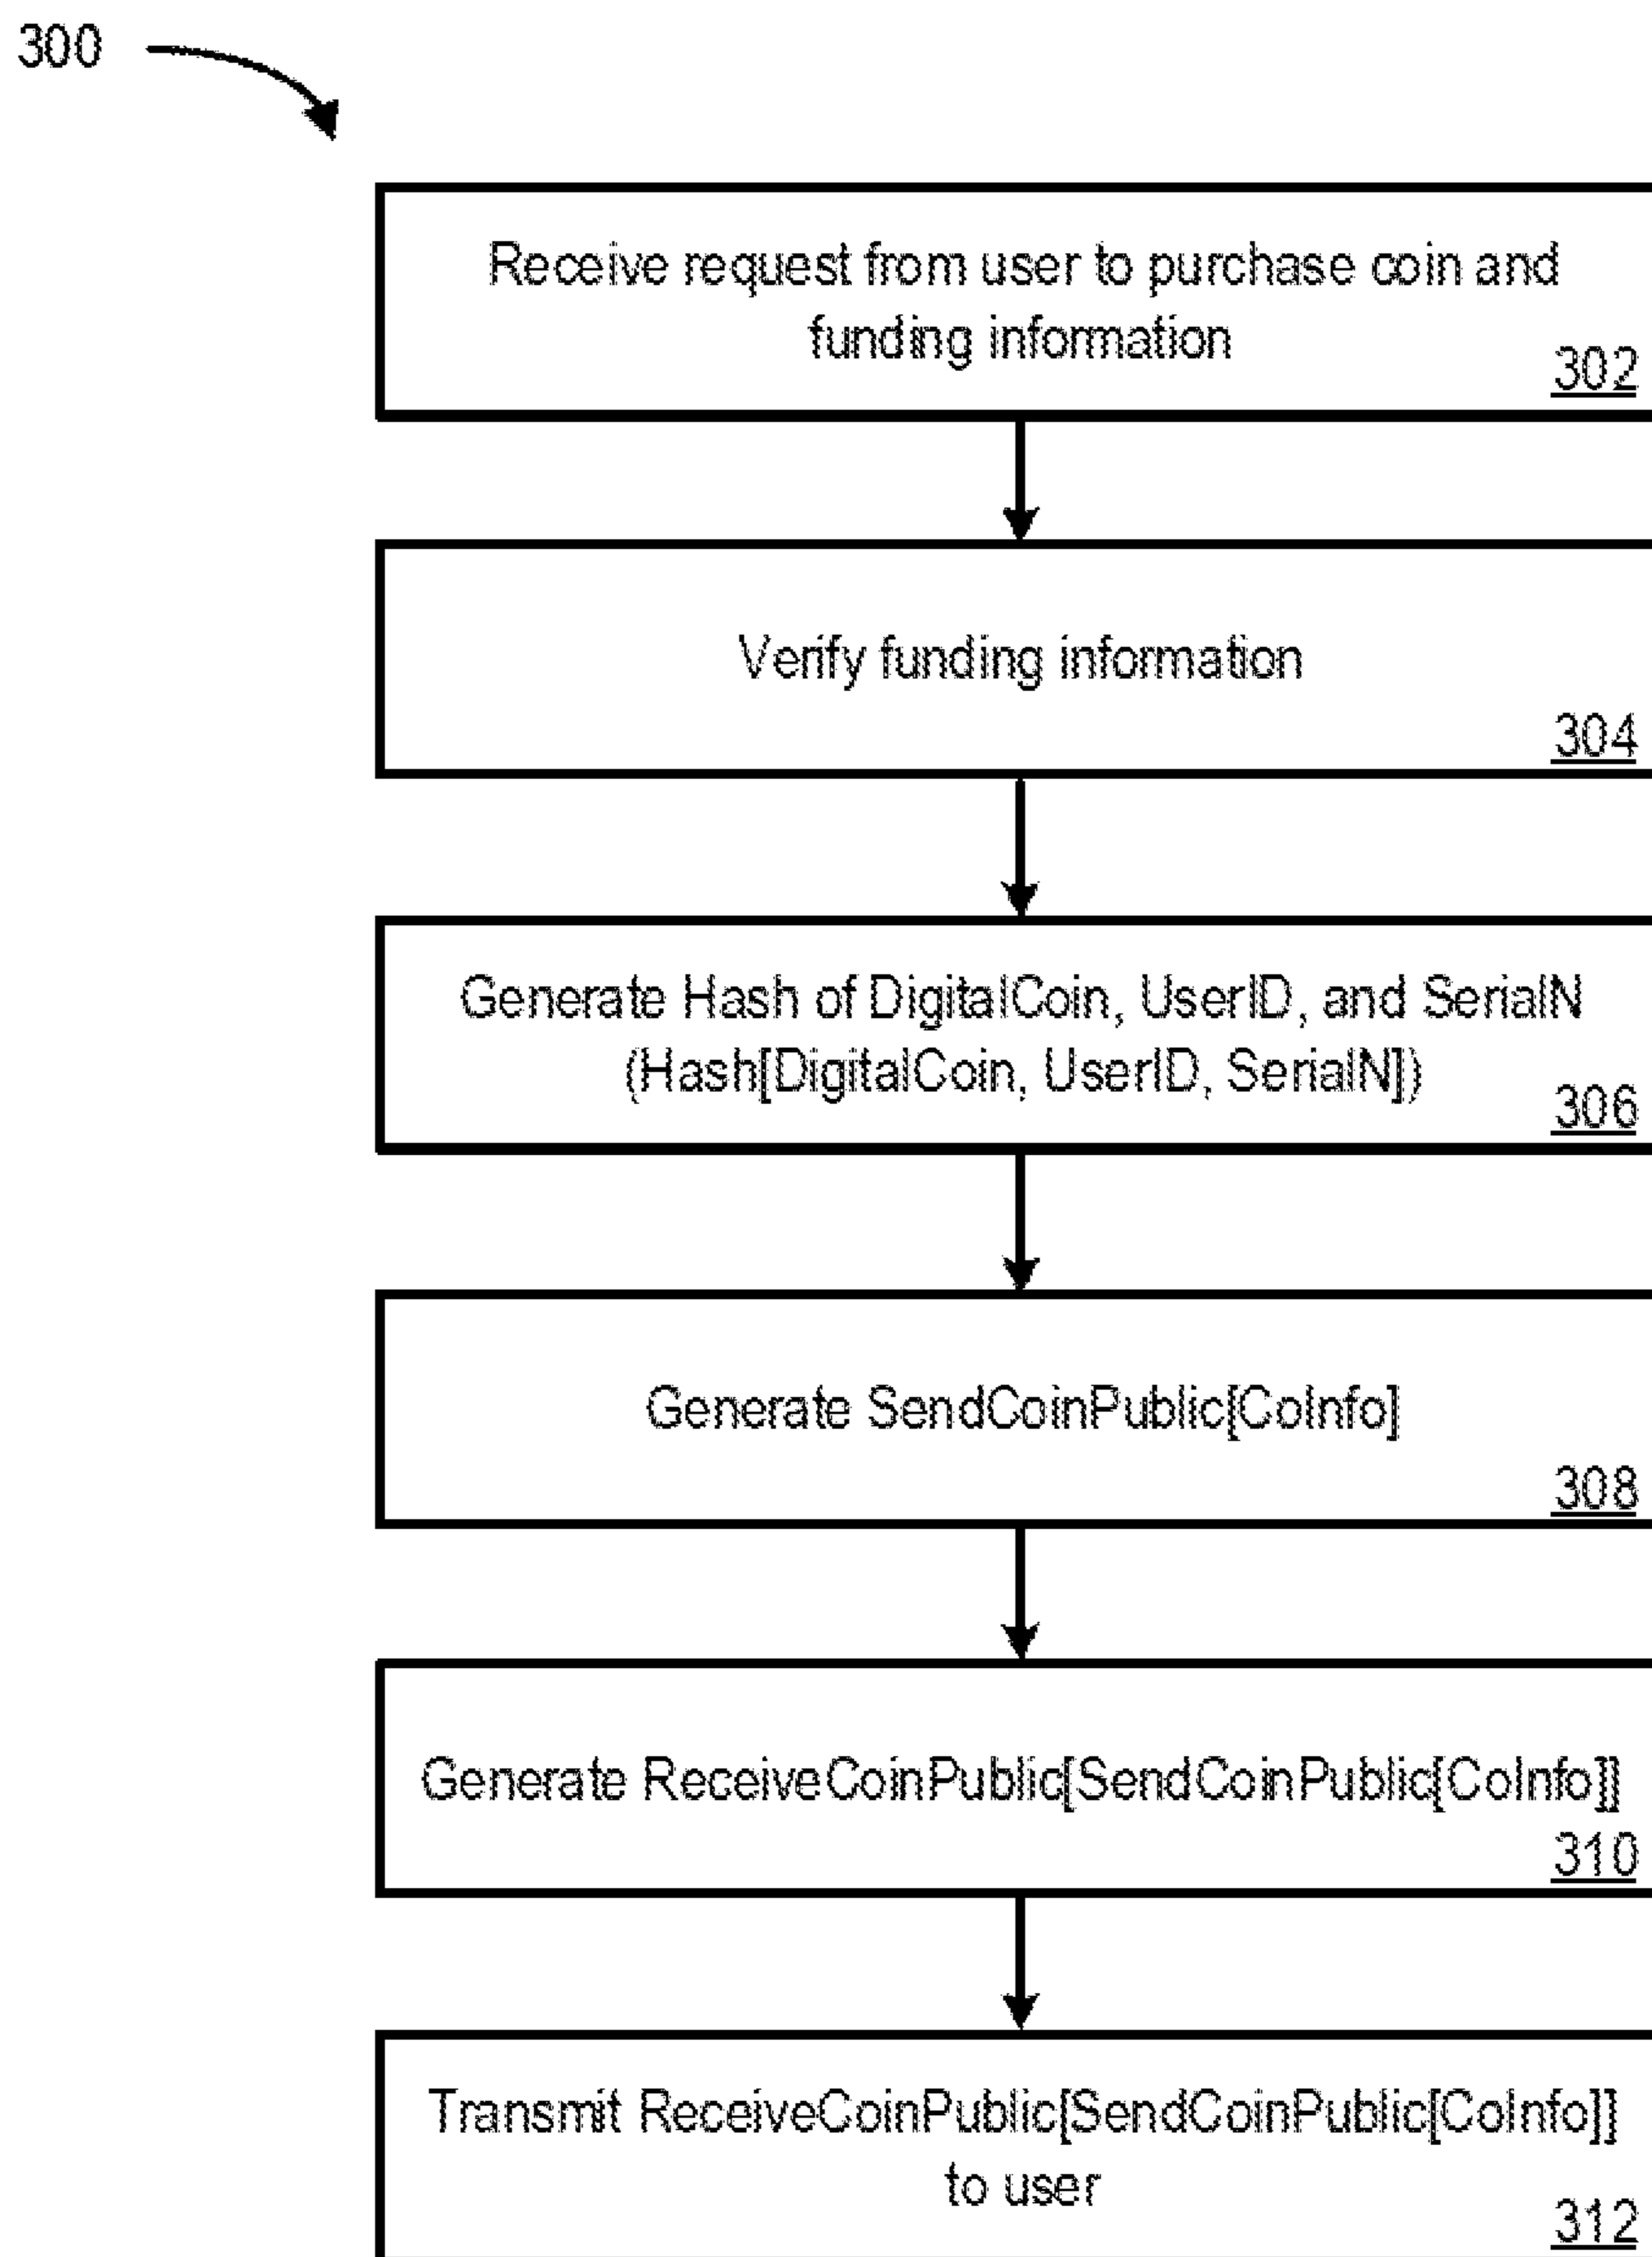 300
Receive request from user to purchase coin and
funding information
302
Verify funding information
304
Generate Hash of DigitalCoin, UserID, and SerialN
(Hash[DigitalCoin, UserID, SerialN])
306
Generate SendCoinPublic[CoInfo]
308
Generate ReceiveCoinPublic[SendCoinPublic[CoInfo]]
310
Transmit ReceiveCoinPublic[SendCoinPublic[CoInfo]]
to user
312